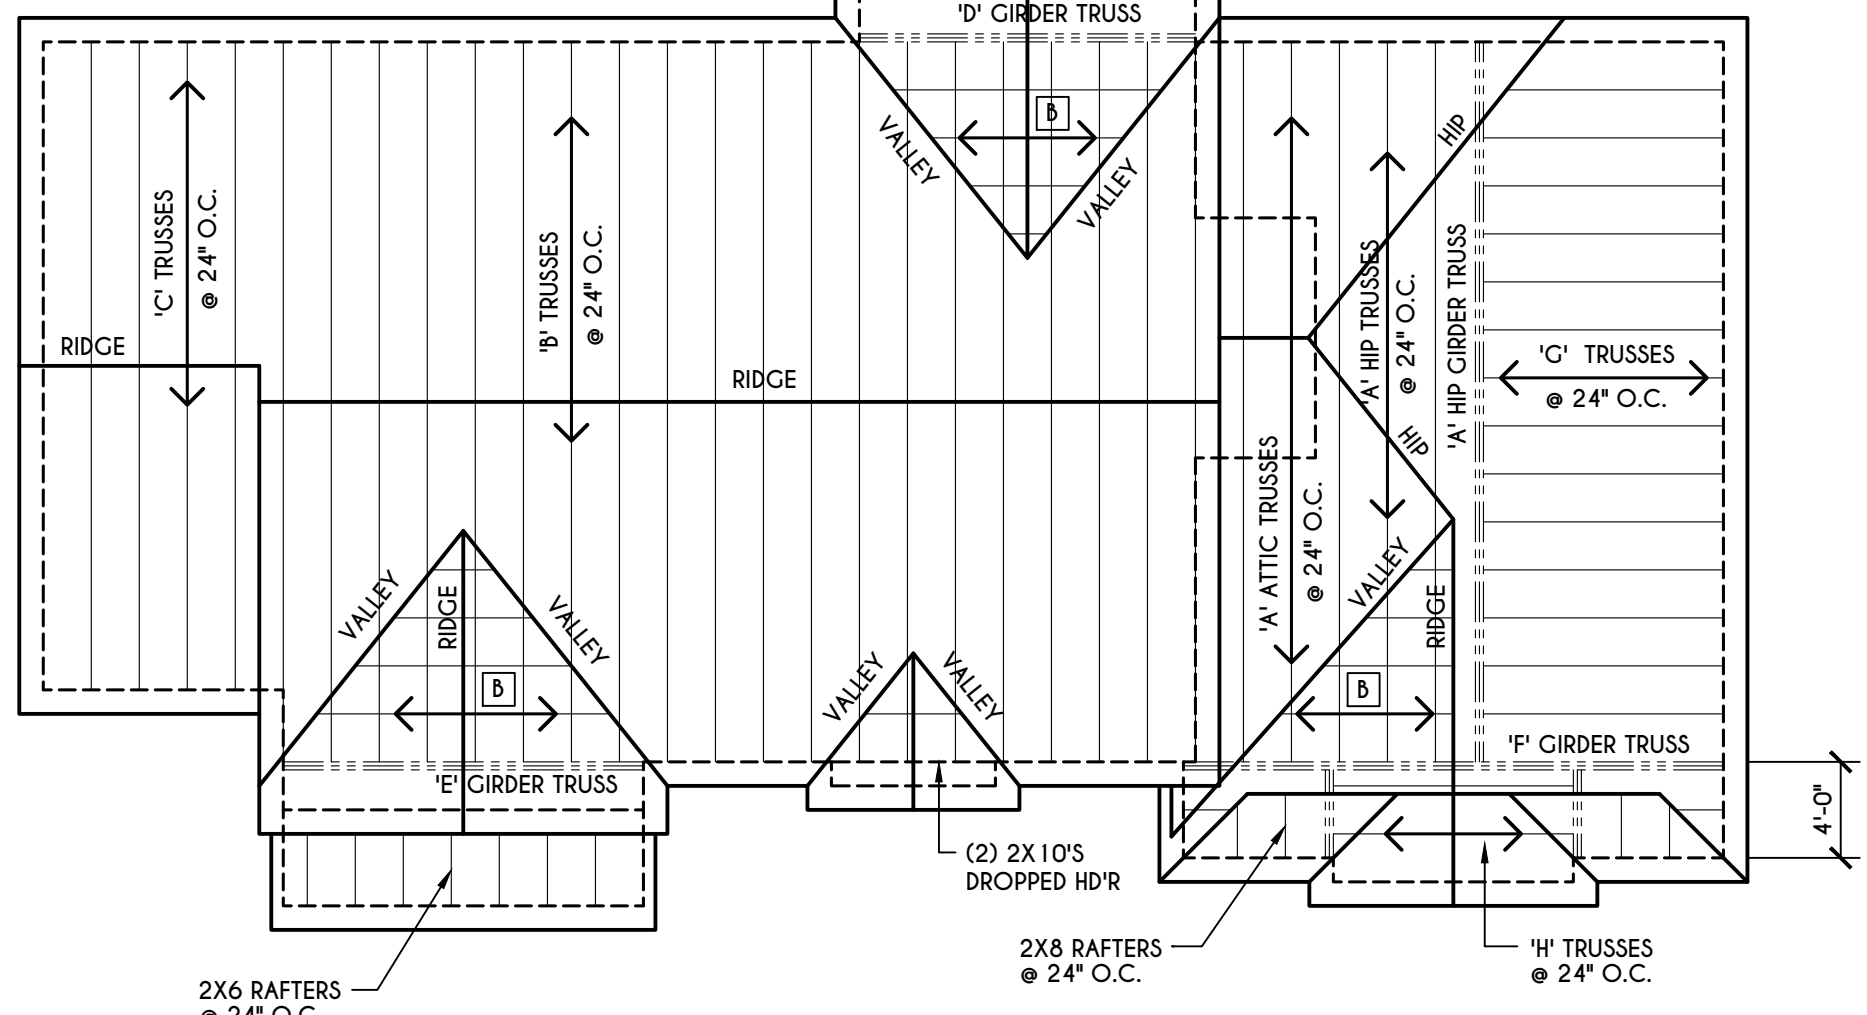 'D' GIRDER TRUSS
B
VALLEY
VALLEY
HIP
'C' TRUSSES
@ 24" O.C.
'B' TRUSSES
@ 24" O.C.
'A' HIP TRUSSES
@ 24" O.C.
'A' HIP GIRDER TRUSS
RIDGE
RIDGE
'G' TRUSSES
@ 24" O.C.
HIP
'A' ATTIC TRUSSES
@ 24" O.C.
VALLEY
RIDGE
VALLEY
VALLEY
RIDGE
B
VALLEY
VALLEY
B
'E' GIRDER TRUSS
'F' GIRDER TRUSS
4'-0"
(2) 2X10'S
DROPPED HD'R
2X8 RAFTERS
@ 24" O.C.
'H' TRUSSES
@ 24" O.C.
2X6 RAFTERS
@ 24" O.C.